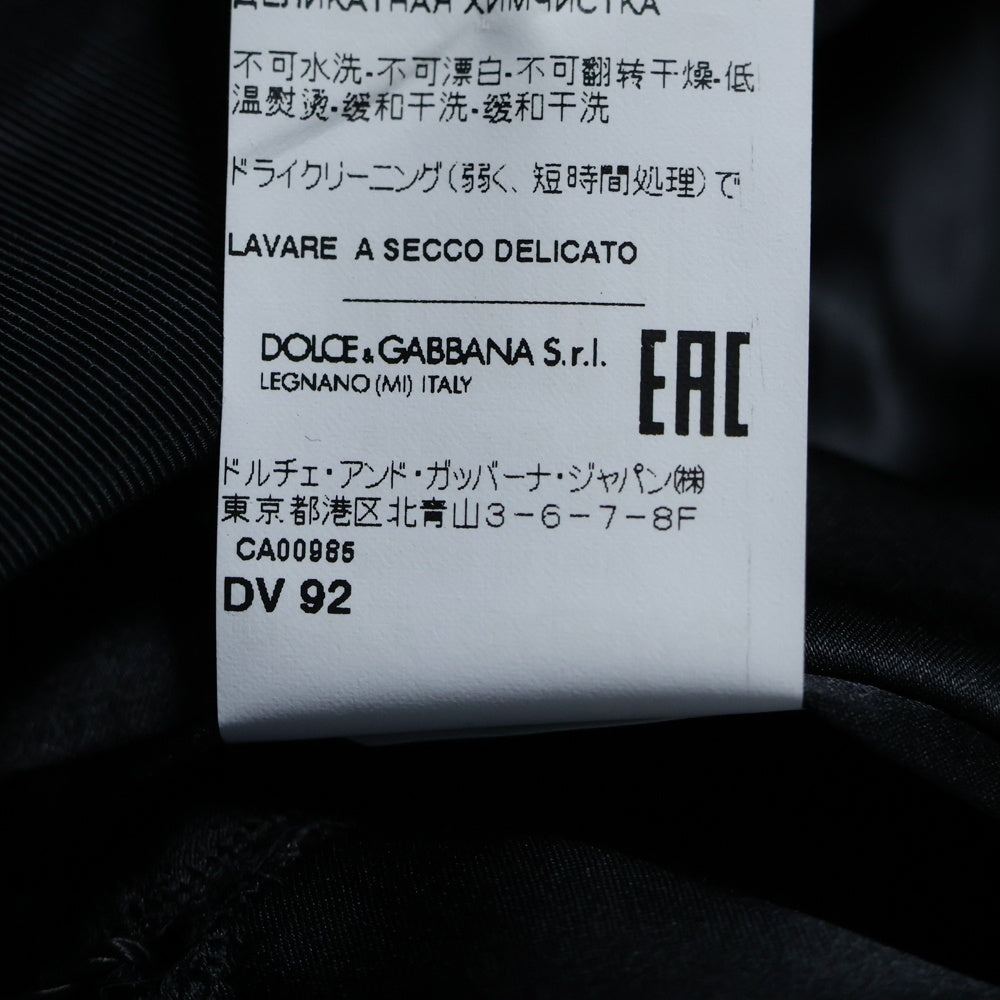 ДЕЛИКАТНАЯ ХИМЧИСТКА
不可水洗-不可漂白-不可翻转干燥-低
温熨烫-缓和干洗-缓和干洗
ドライクリーニング(弱く、短時間処理)で
LAVARE A SECCO DELICATO
DOLCE & GABBANA S.r.l.
LEGNANO (MI) ITALY
EAC
ドルチェ・アンド・ガッバーナ・ジャパン㈱
東京都港区北青山3-6-7-8F
CA00985
DV 92